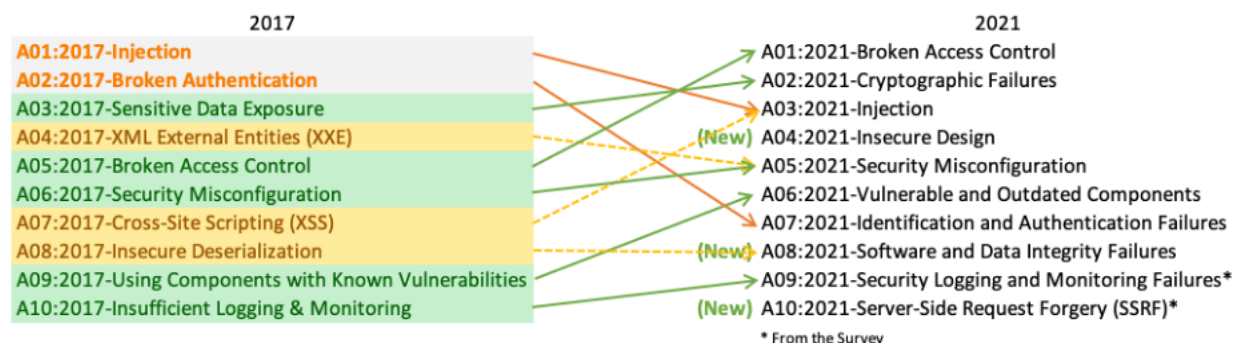 2017
A01:2017-Injection
A02:2017-Broken Authentication
A03:2017-Sensitive Data Exposure
A04:2017-XML External Entities (XXE)
A05:2017-Broken Access Control
A06:2017-Security Misconfiguration
A07:2017-Cross-Site Scripting (XSS)
A08:2017-Insecure Deserialization
A09:2017-Using Components with Known Vulnerabilities
A10:2017-Insufficient Logging & Monitoring
2021
A01:2021-Broken Access Control
A02:2021-Cryptographic Failures
A03:2021-Injection
(New) A04:2021-Insecure Design
A05:2021-Security Misconfiguration
A06:2021-Vulnerable and Outdated Components
A07:2021-Identification and Authentication Failures
(New) A08:2021-Software and Data Integrity Failures
A09:2021-Security Logging and Monitoring Failures*
(New) A10:2021-Server-Side Request Forgery (SSRF)*
* From the Survey